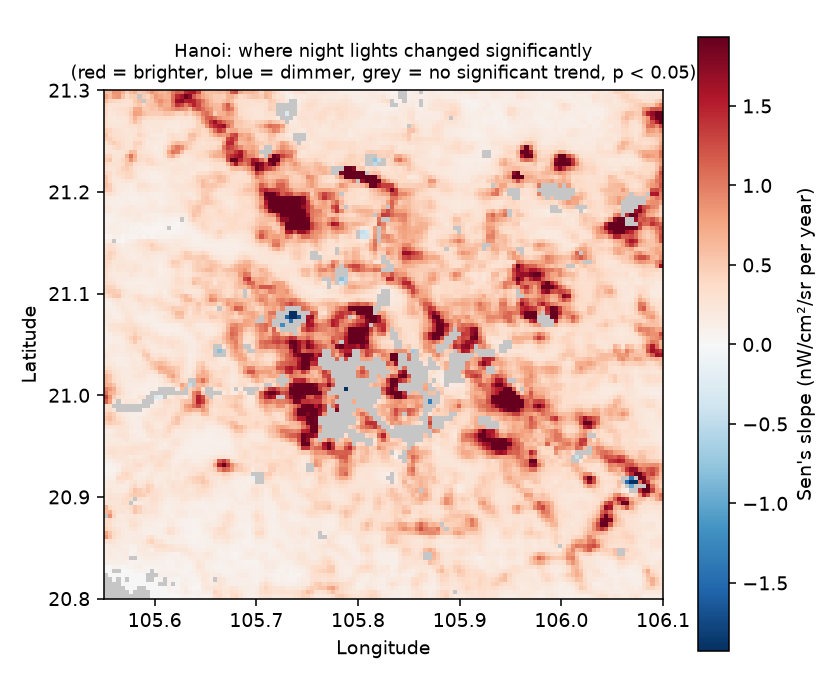 Hanoi: where night lights changed significantly
(red = brighter, blue = dimmer, grey = no significant trend, p < 0.05)
21.3
21.2
21.1
21.0
20.9
20.8
Latitude
105.6 105.7 105.8 105.9 106.0 106.1
Longitude
1.5
1.0
0.5
0.0
−0.5
−1.0
−1.5
Sen's slope (nW/cm²/sr per year)